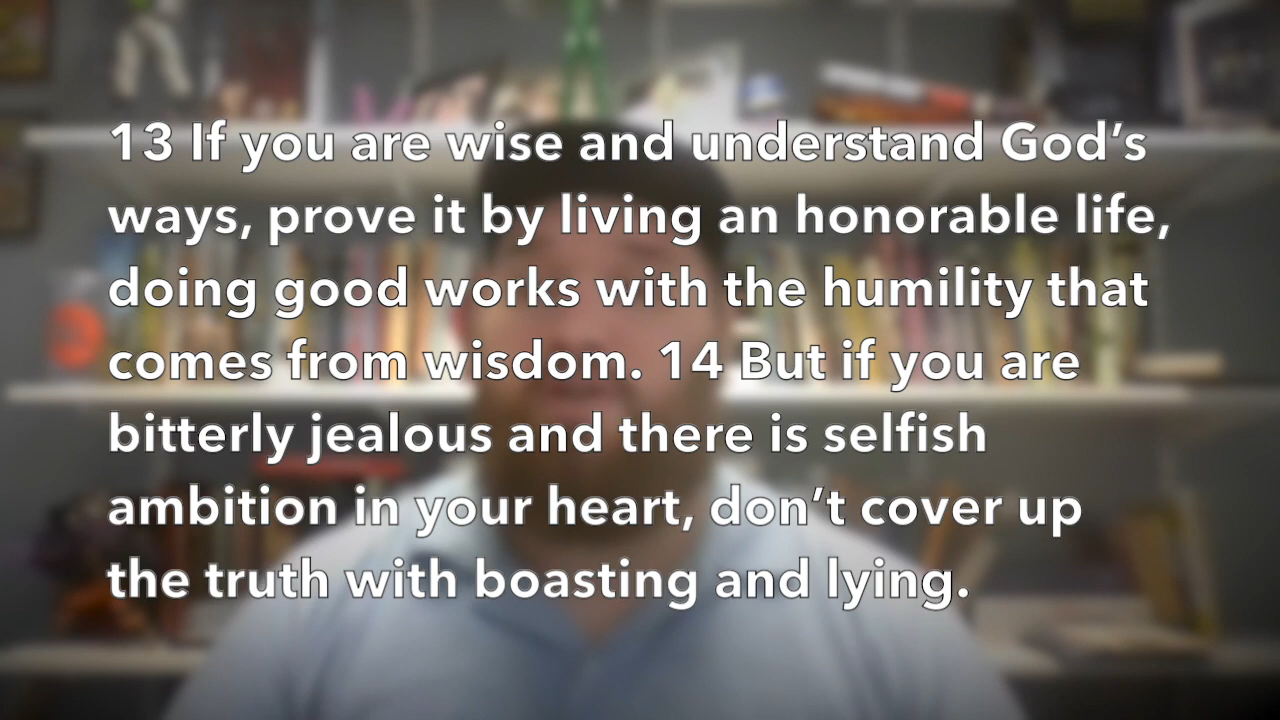 13 If you are wise and understand God’s
ways, prove it by living an honorable life,
doing good works with the humility that
comes from wisdom. 14 But if you are
bitterly jealous and there is selfish
ambition in your heart, don’t cover up
the truth with boasting and lying.